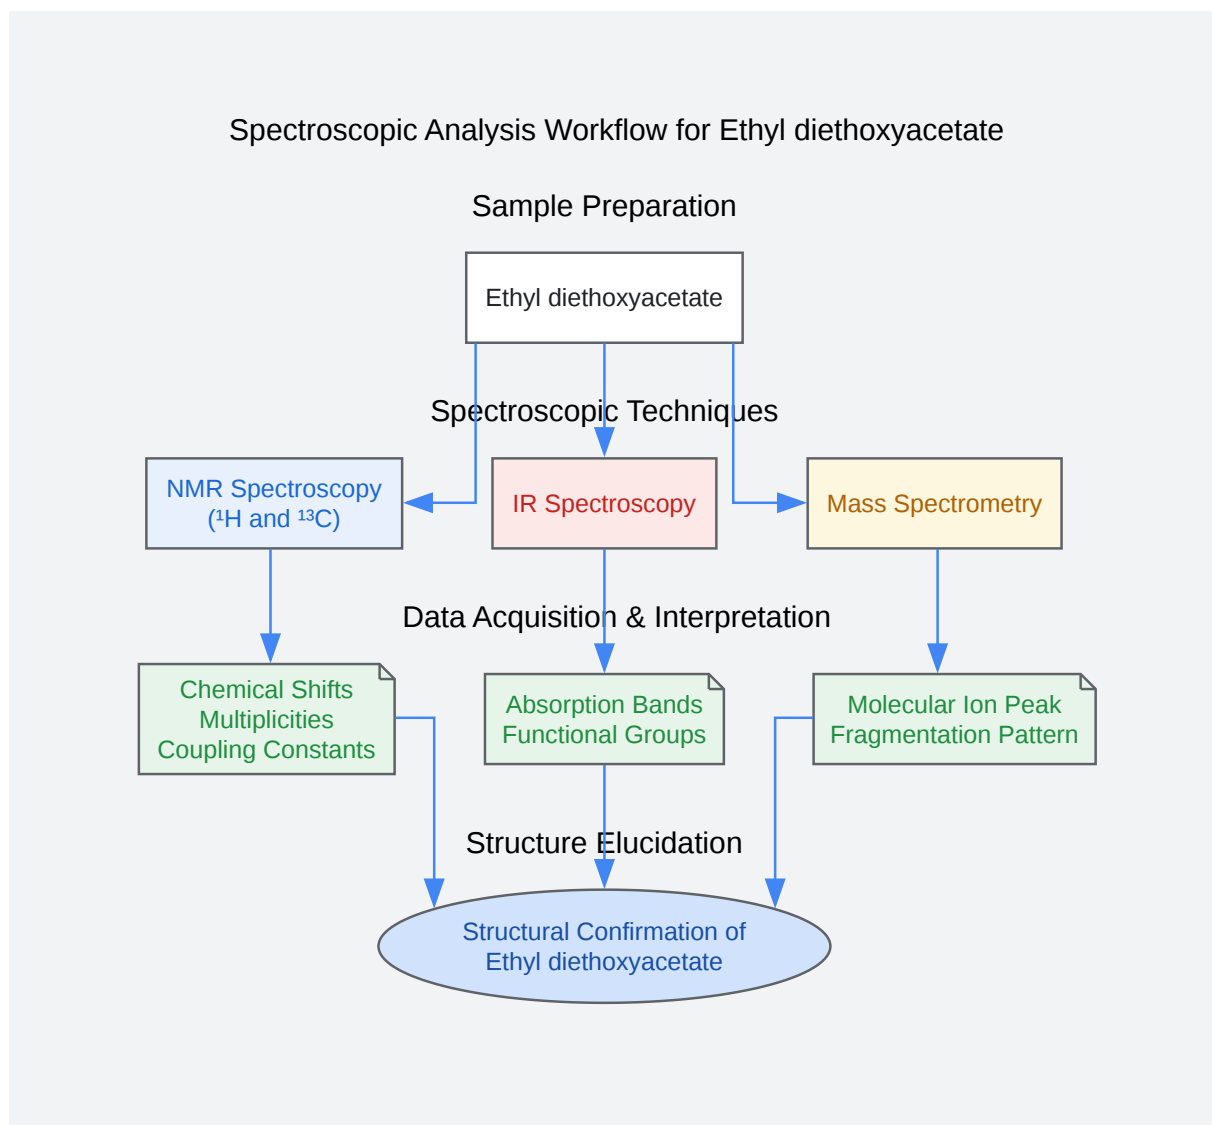 Spectroscopic Analysis Workflow for Ethyl diethoxyacetate
Sample Preparation
Ethyl diethoxyacetate
Spectroscopic Techniques
NMR Spectroscopy
(¹H and ¹³C)
IR Spectroscopy
Mass Spectrometry
Data Acquisition & Interpretation
Chemical Shifts
Multiplicities
Coupling Constants
Absorption Bands
Functional Groups
Molecular Ion Peak
Fragmentation Pattern
Structure Elucidation
Structural Confirmation of
Ethyl diethoxyacetate